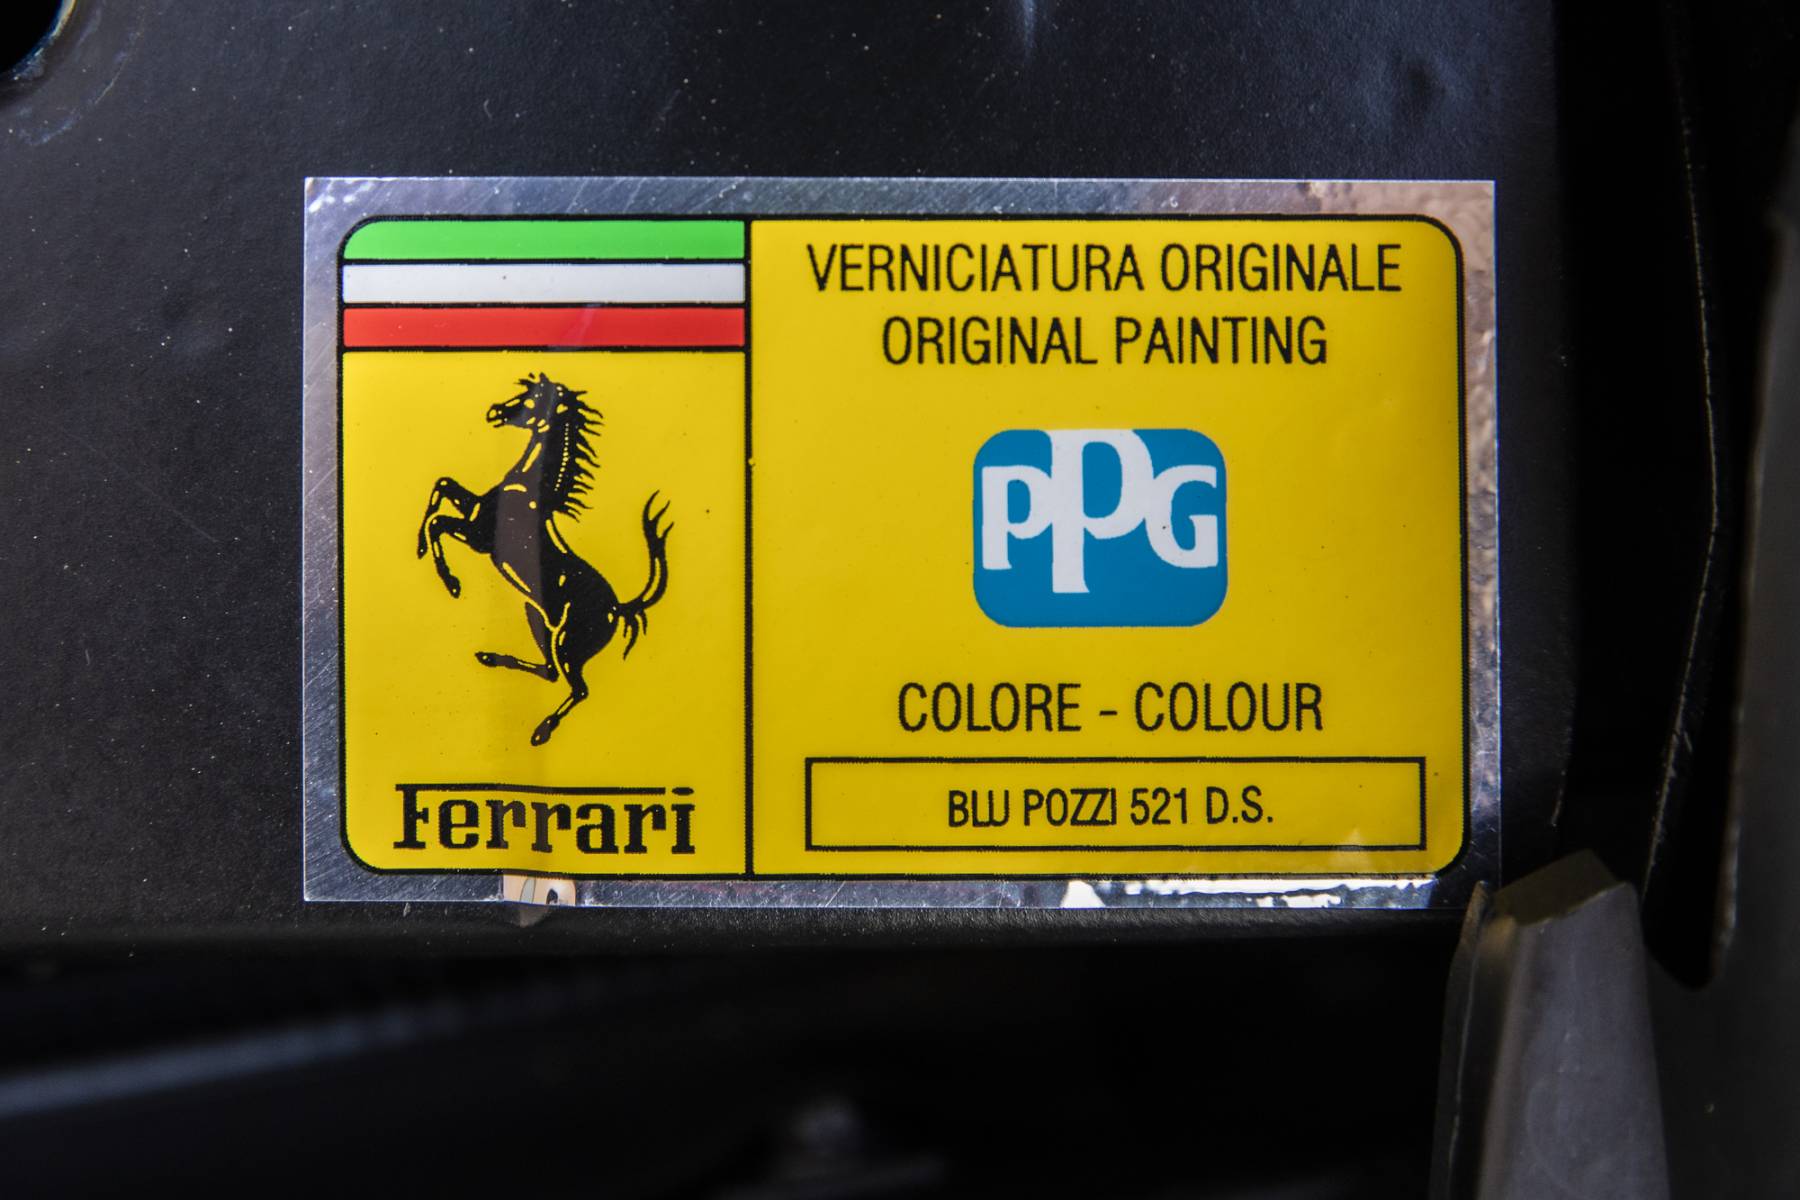 VERNICIATURA ORIGINALE
ORIGINAL PAINTING
PPG
COLORE - COLOUR
BLU POZZI 521 D.S.
Ferrari